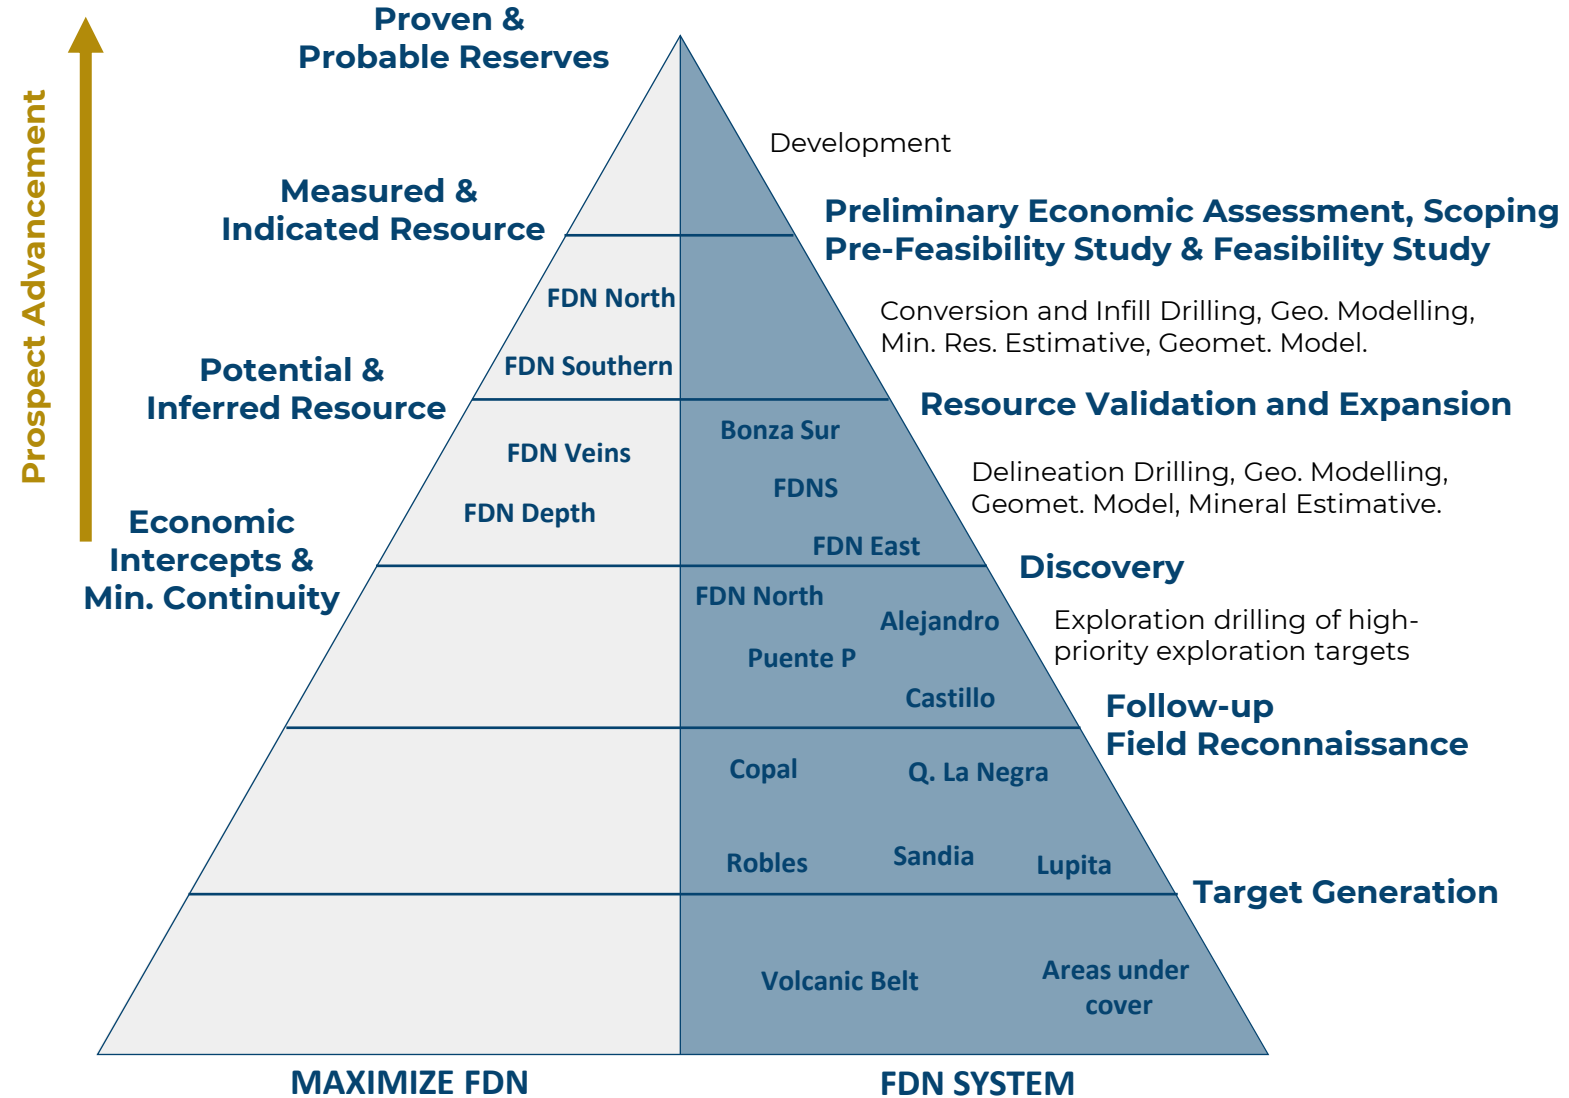 Proven &
Probable Reserves
Prospect Advancement
Development
Measured &
Indicated Resource
Preliminary Economic Assessment, Scoping
Pre-Feasibility Study & Feasibility Study
FDN North
Conversion and Infill Drilling, Geo. Modelling,
Min. Res. Estimative, Geomet. Model.
FDN Southern
Potential &
Inferred Resource
Resource Validation and Expansion
Bonza Sur
FDN Veins
FDNS
FDN Depth
FDN East
Delineation Drilling, Geo. Modelling,
Geomet. Model, Mineral Estimative.
Economic
Intercepts &
Min. Continuity
Discovery
FDN North
Alejandro
Puente P
Castillo
Exploration drilling of high-
priority exploration targets
Follow-up
Field Reconnaissance
Copal
Q. La Negra
Robles
Sandia
Lupita
Target Generation
Volcanic Belt
Areas under
cover
MAXIMIZE FDN
FDN SYSTEM